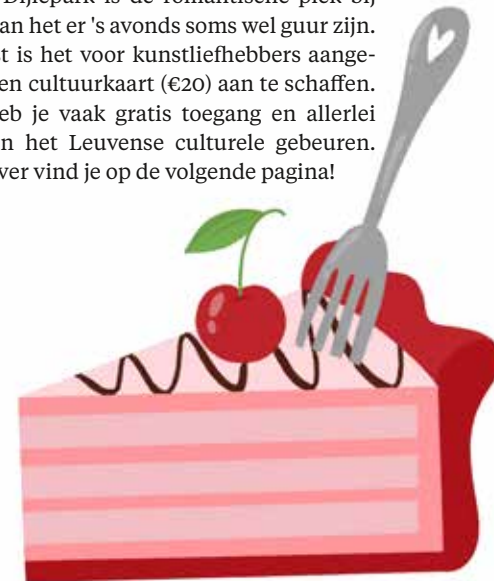 Dijlepark is de romantische plek bij
an het er 's avonds soms wel guur zijn.
st is het voor kunstliefhebbers aange-
en cultuurkaart (€20) aan te schaffen.
eb je vaak gratis toegang en allerlei
n het Leuvense culturele gebeuren.
ver vind je op de volgende pagina!